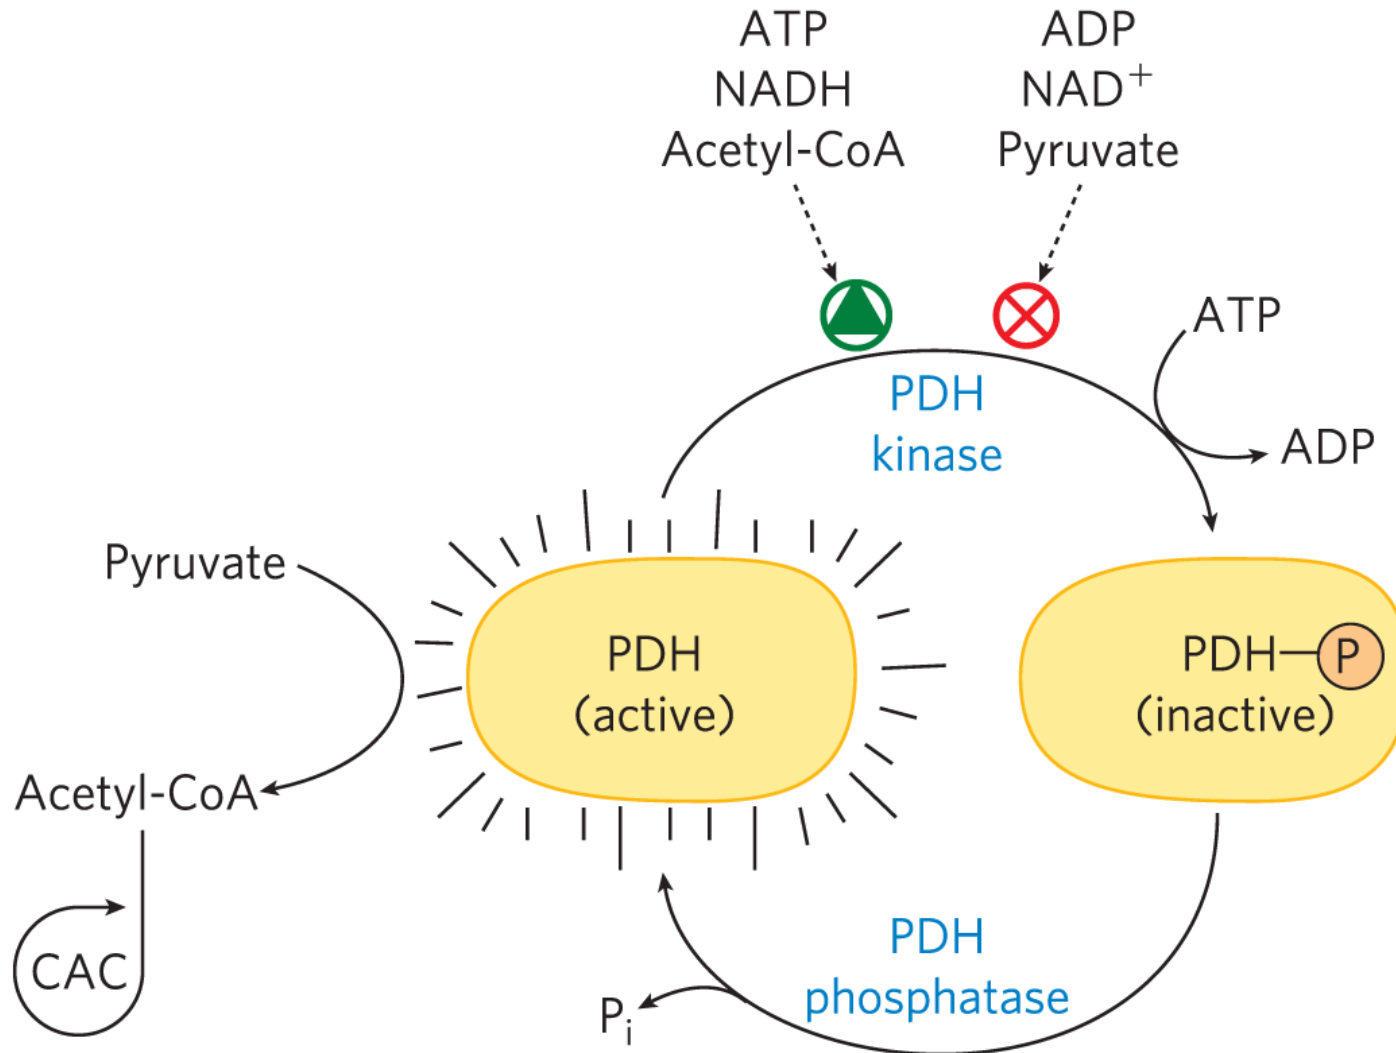 ATP
NADH
Acetyl-CoA
ADP
NAD⁺
Pyruvate
ATP
PDH
kinase
ADP
Pyruvate
PDH
(active)
PDH—P
(inactive)
Acetyl-CoA
CAC
PDH
phosphatase
Pᵢ